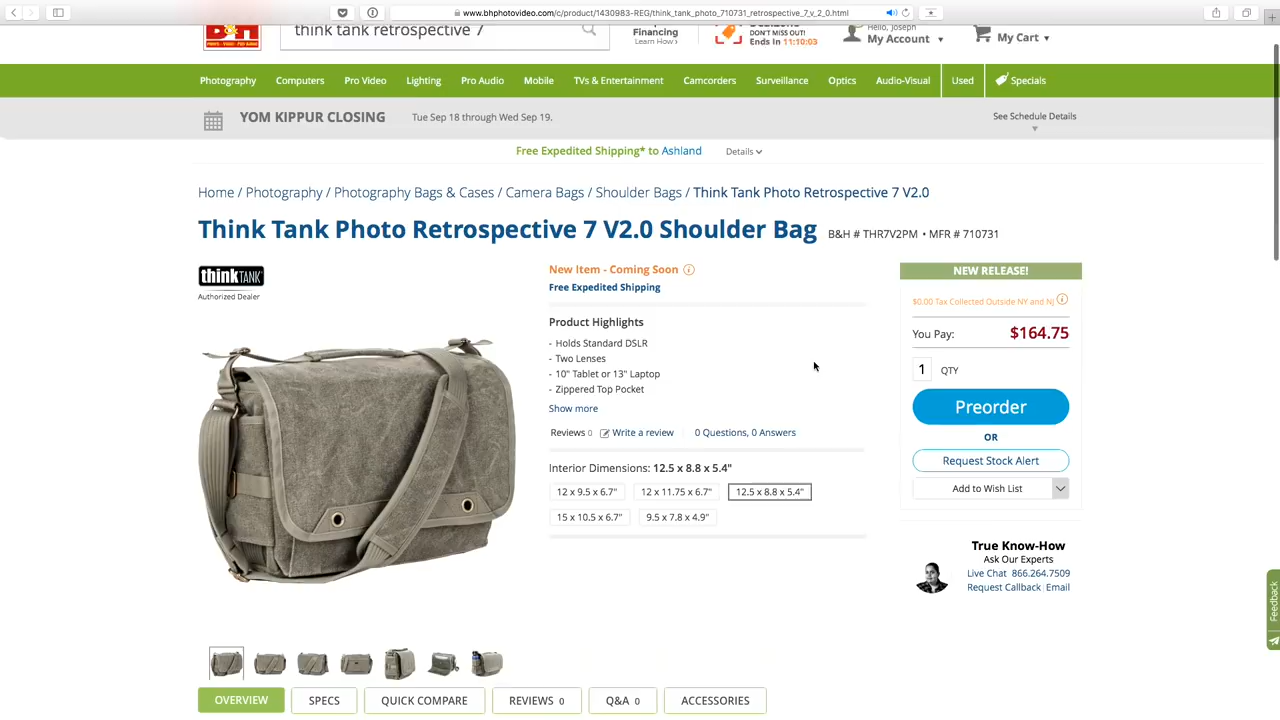 www.bhphotovideo.com/c/product/1430983-REG/think_tank_photo_710731_retrospective_7_v_2_0.html
B&H
think tank retrospective 7
Financing
Learn How
DON'T MISS OUT!
Ends In 11:10:03
Hello, Joseph
My Account
My Cart
Photography Computers Pro Video Lighting Pro Audio Mobile TVs & Entertainment Camcorders Surveillance Optics Audio-Visual Used Specials
YOM KIPPUR CLOSING Tue Sep 18 through Wed Sep 19. See Schedule Details
Free Expedited Shipping* to Ashland Details
Home / Photography / Photography Bags & Cases / Camera Bags / Shoulder Bags / Think Tank Photo Retrospective 7 V2.0
Think Tank Photo Retrospective 7 V2.0 Shoulder Bag B&H # THR7V2PM • MFR # 710731
thinkTANK
Authorized Dealer
New Item - Coming Soon
Free Expedited Shipping
Product Highlights
- Holds Standard DSLR
- Two Lenses
- 10" Tablet or 13" Laptop
- Zippered Top Pocket
Show more
Reviews 0 Write a review 0 Questions, 0 Answers
Interior Dimensions: 12.5 x 8.8 x 5.4"
12 x 9.5 x 6.7" 12 x 11.75 x 6.7" 12.5 x 8.8 x 5.4"
15 x 10.5 x 6.7" 9.5 x 7.8 x 4.9"
NEW RELEASE!
$0.00 Tax Collected Outside NY and NJ
You Pay: $164.75
1 QTY
Preorder
OR
Request Stock Alert
Add to Wish List
True Know-How
Ask Our Experts
Live Chat 866.264.7509
Request Callback Email
Feedback
OVERVIEW SPECS QUICK COMPARE REVIEWS 0 Q&A 0 ACCESSORIES